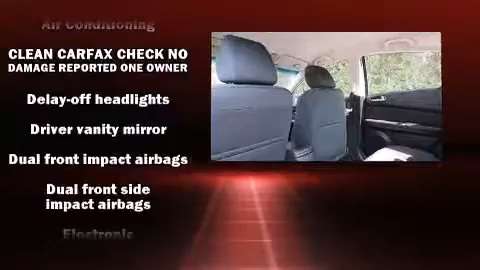 Air Conditioning
CLEAN CARFAX CHECK NO
DAMAGE REPORTED ONE OWNER
Delay-off headlights
Driver vanity mirror
Dual front impact airbags
Dual front side
impact airbags
Electronic